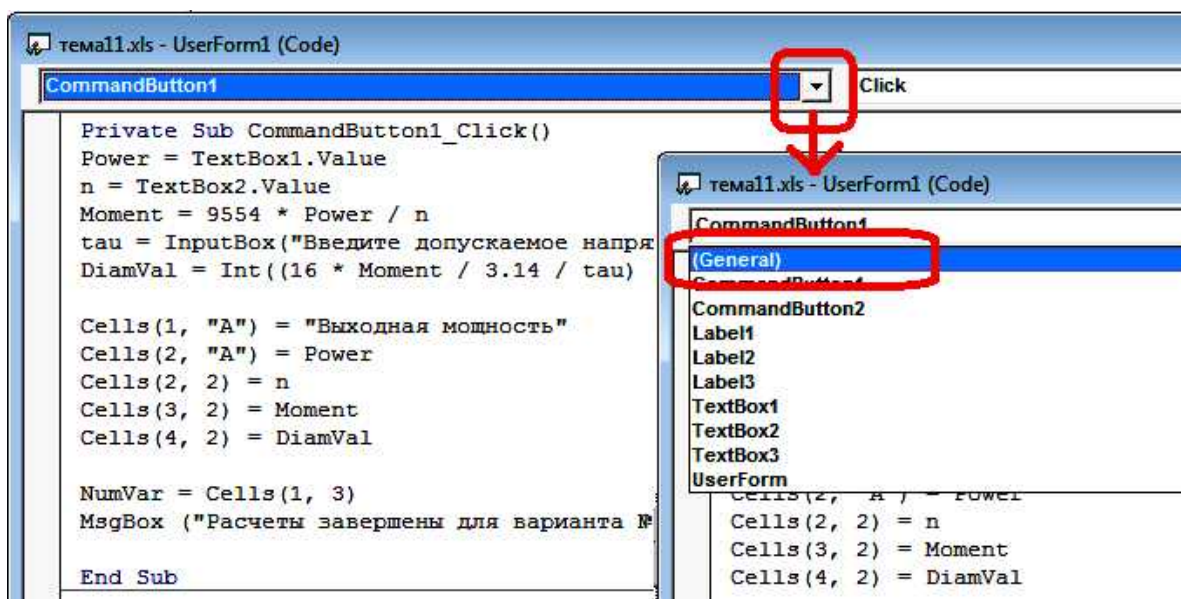 тема11.xls - UserForm1 (Code)
CommandButton1
Click
Private Sub CommandButton1_Click()
Power = TextBox1.Value
n = TextBox2.Value
Moment = 9554 * Power / n
tau = InputBox("Введите допускаемое напря
DiamVal = Int((16 * Moment / 3.14 / tau)
Cells(1, "A") = "Выходная мощность"
Cells(2, "A") = Power
Cells(2, 2) = n
Cells(3, 2) = Moment
Cells(4, 2) = DiamVal
NumVar = Cells(1, 3)
MsgBox ("Расчеты завершены для варианта №
End Sub
тема11.xls - UserForm1 (Code)
CommandButton1
(General)
CommandButton1
CommandButton2
Label1
Label2
Label3
TextBox1
TextBox2
TextBox3
UserForm
Cells(2, "A") = Power
Cells(2, 2) = n
Cells(3, 2) = Moment
Cells(4, 2) = DiamVal